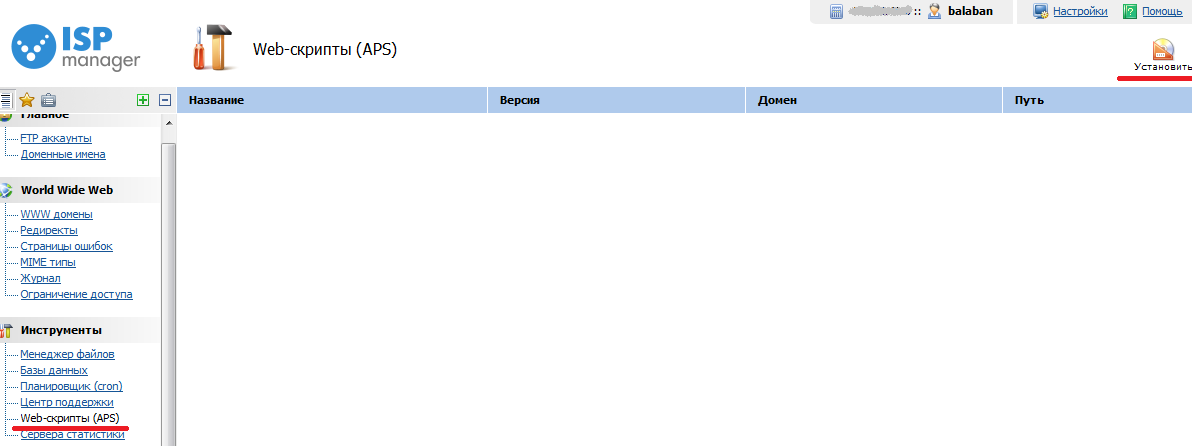 :: balaban Настройки Помощь
ISP
manager
Web-скрипты (APS)
Установить
Название Версия Домен Путь
Главное
FTP аккаунты
Доменные имена
World Wide Web
WWW домены
Редиректы
Страницы ошибок
MIME типы
Журнал
Ограничение доступа
Инструменты
Менеджер файлов
Базы данных
Планировщик (cron)
Центр поддержки
Web-скрипты (APS)
Сервера статистики